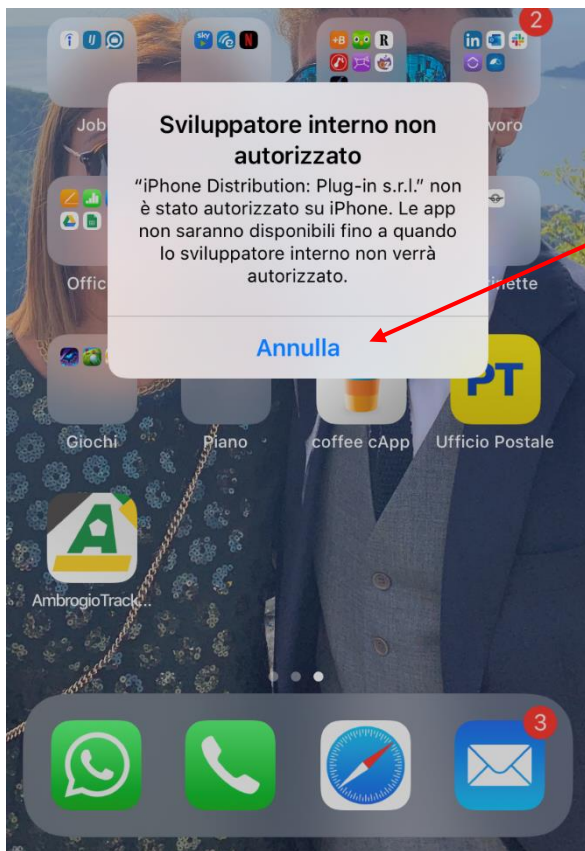 2
sky
N
+B
R
in
Job
voro
Sviluppatore interno non
autorizzato
“iPhone Distribution: Plug-in s.r.l.” non
è stato autorizzato su iPhone. Le app
non saranno disponibili fino a quando
lo sviluppatore interno non verrà
autorizzato.
Annulla
Offic
nette
PT
Giochi
Piano
coffee cApp
Ufficio Postale
A
AmbrogioTrack...
3